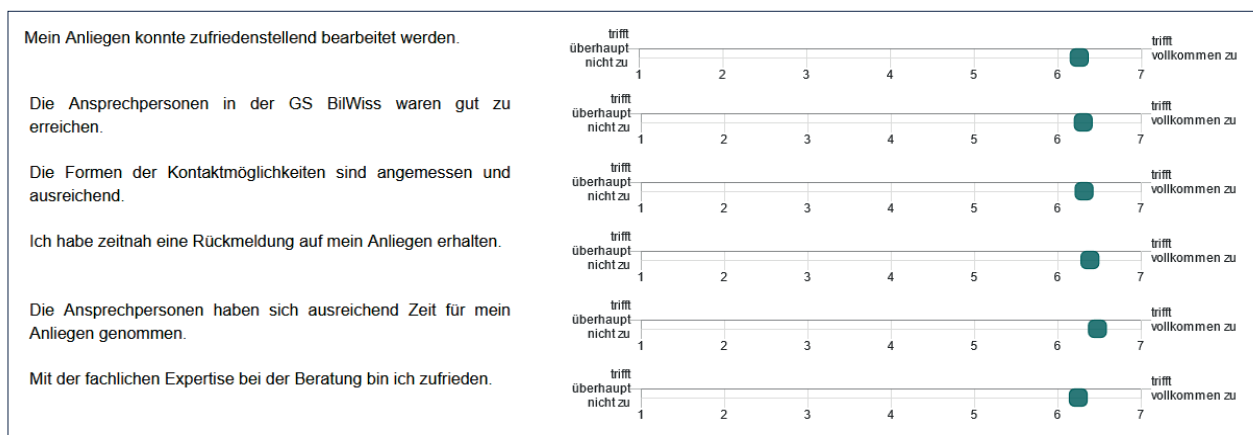 Mein Anliegen konnte zufriedenstellend bearbeitet werden.
trifft
überhaupt
nicht zu
trifft
vollkommen zu
1 2 3 4 5 6 7
Die Ansprechpersonen in der GS BilWiss waren gut zu
erreichen.
trifft
überhaupt
nicht zu
trifft
vollkommen zu
1 2 3 4 5 6 7
Die Formen der Kontaktmöglichkeiten sind angemessen und
ausreichend.
trifft
überhaupt
nicht zu
trifft
vollkommen zu
1 2 3 4 5 6 7
Ich habe zeitnah eine Rückmeldung auf mein Anliegen erhalten.
trifft
überhaupt
nicht zu
trifft
vollkommen zu
1 2 3 4 5 6 7
Die Ansprechpersonen haben sich ausreichend Zeit für mein
Anliegen genommen.
trifft
überhaupt
nicht zu
trifft
vollkommen zu
1 2 3 4 5 6 7
Mit der fachlichen Expertise bei der Beratung bin ich zufrieden.
trifft
überhaupt
nicht zu
trifft
vollkommen zu
1 2 3 4 5 6 7